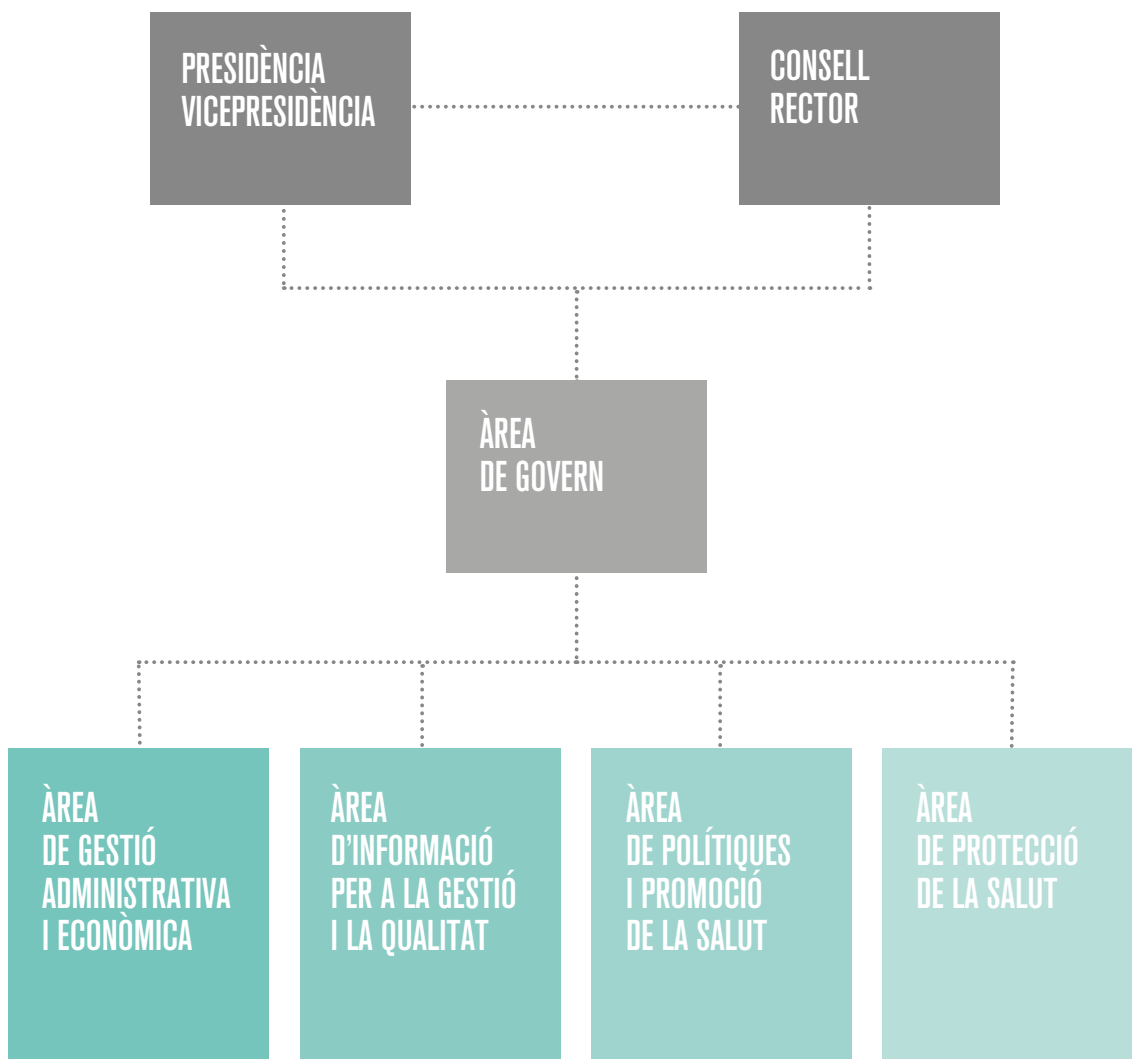 PRESIDÈNCIA
VICEPRESIDÈNCIA
CONSELL
RECTOR
ÀREA
DE GOVERN
ÀREA
DE GESTIÓ
ADMINISTRATIVA
I ECONÒMICA
ÀREA
D’INFORMACIÓ
PER A LA GESTIÓ
I LA QUALITAT
ÀREA
DE POLÍTIQUES
I PROMOCIÓ
DE LA SALUT
ÀREA
DE PROTECCIÓ
DE LA SALUT